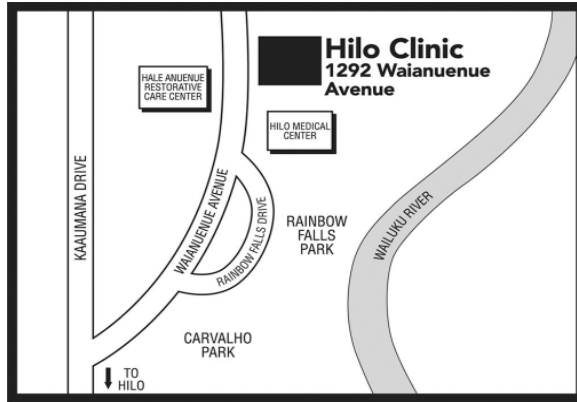 Hilo Clinic
1292 Waianuenue
Avenue
HALE ANUENUE
RESTORATIVE
CARE CENTER
HILO MEDICAL
CENTER
KAAUMANA DRIVE
WAIANUENUE AVENUE
RAINBOW FALLS DRIVE
RAINBOW
FALLS
PARK
WAILUKU RIVER
CARVALHO
PARK
TO
HILO